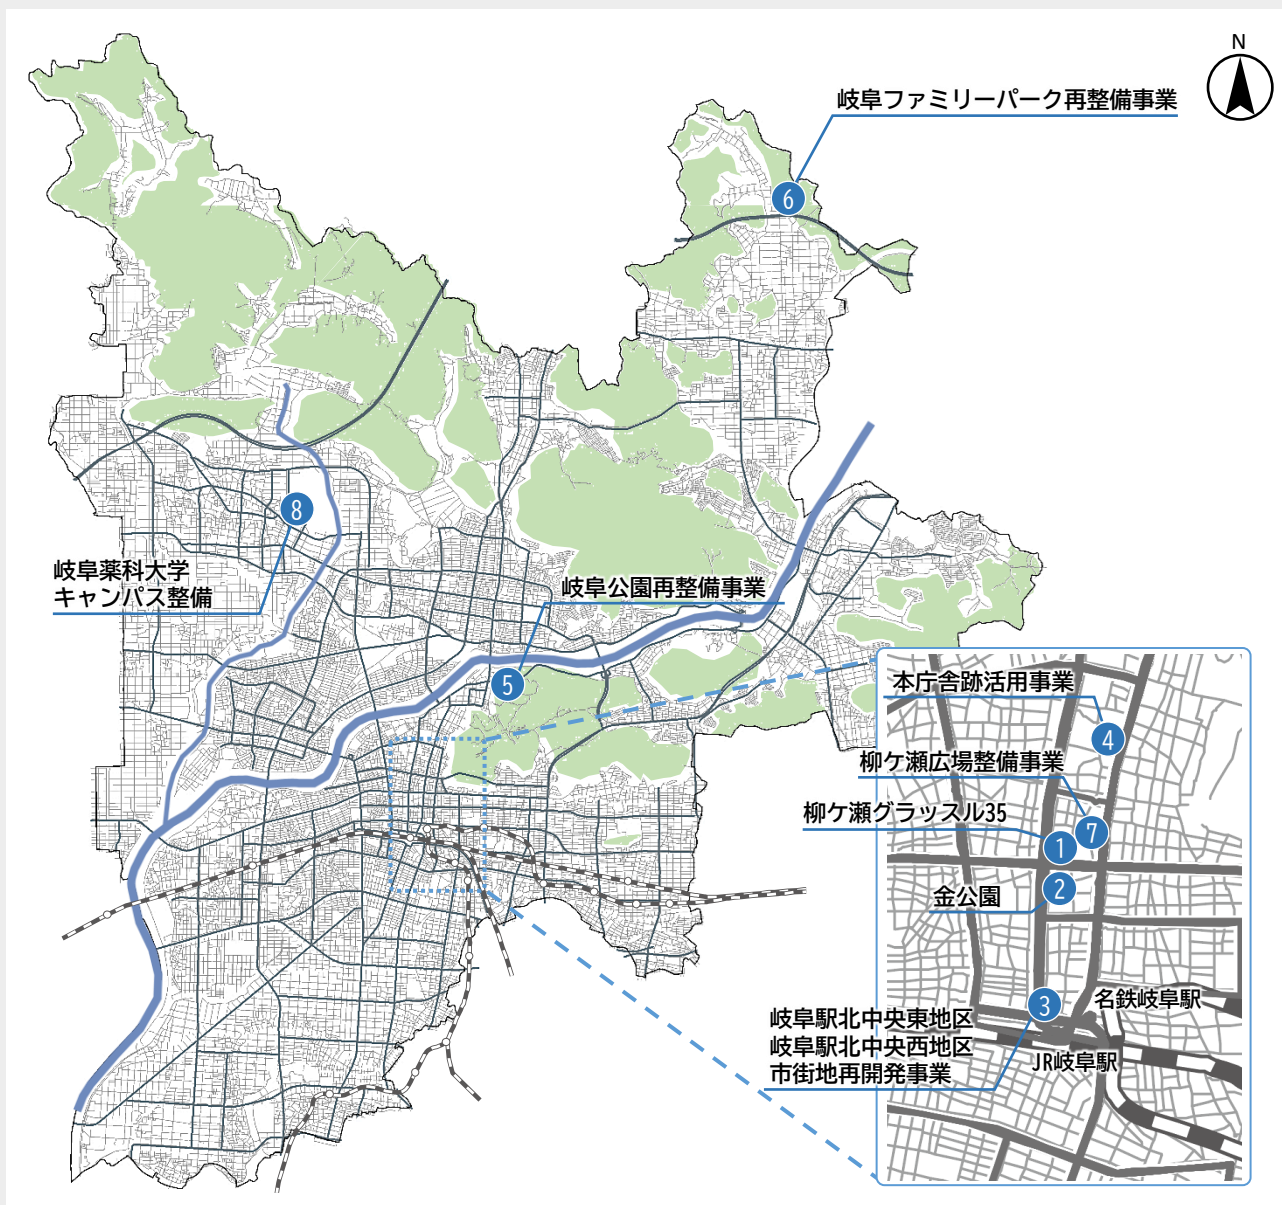 N
岐阜ファミリーパーク再整備事業
6
8
岐阜薬科大学
キャンパス整備
岐阜公園再整備事業
5
本庁舎跡活用事業
4
柳ケ瀬広場整備事業
柳ケ瀬グラッスル35
7
1
金公園
2
3
名鉄岐阜駅
岐阜駅北中央東地区
岐阜駅北中央西地区
市街地再開発事業
JR岐阜駅